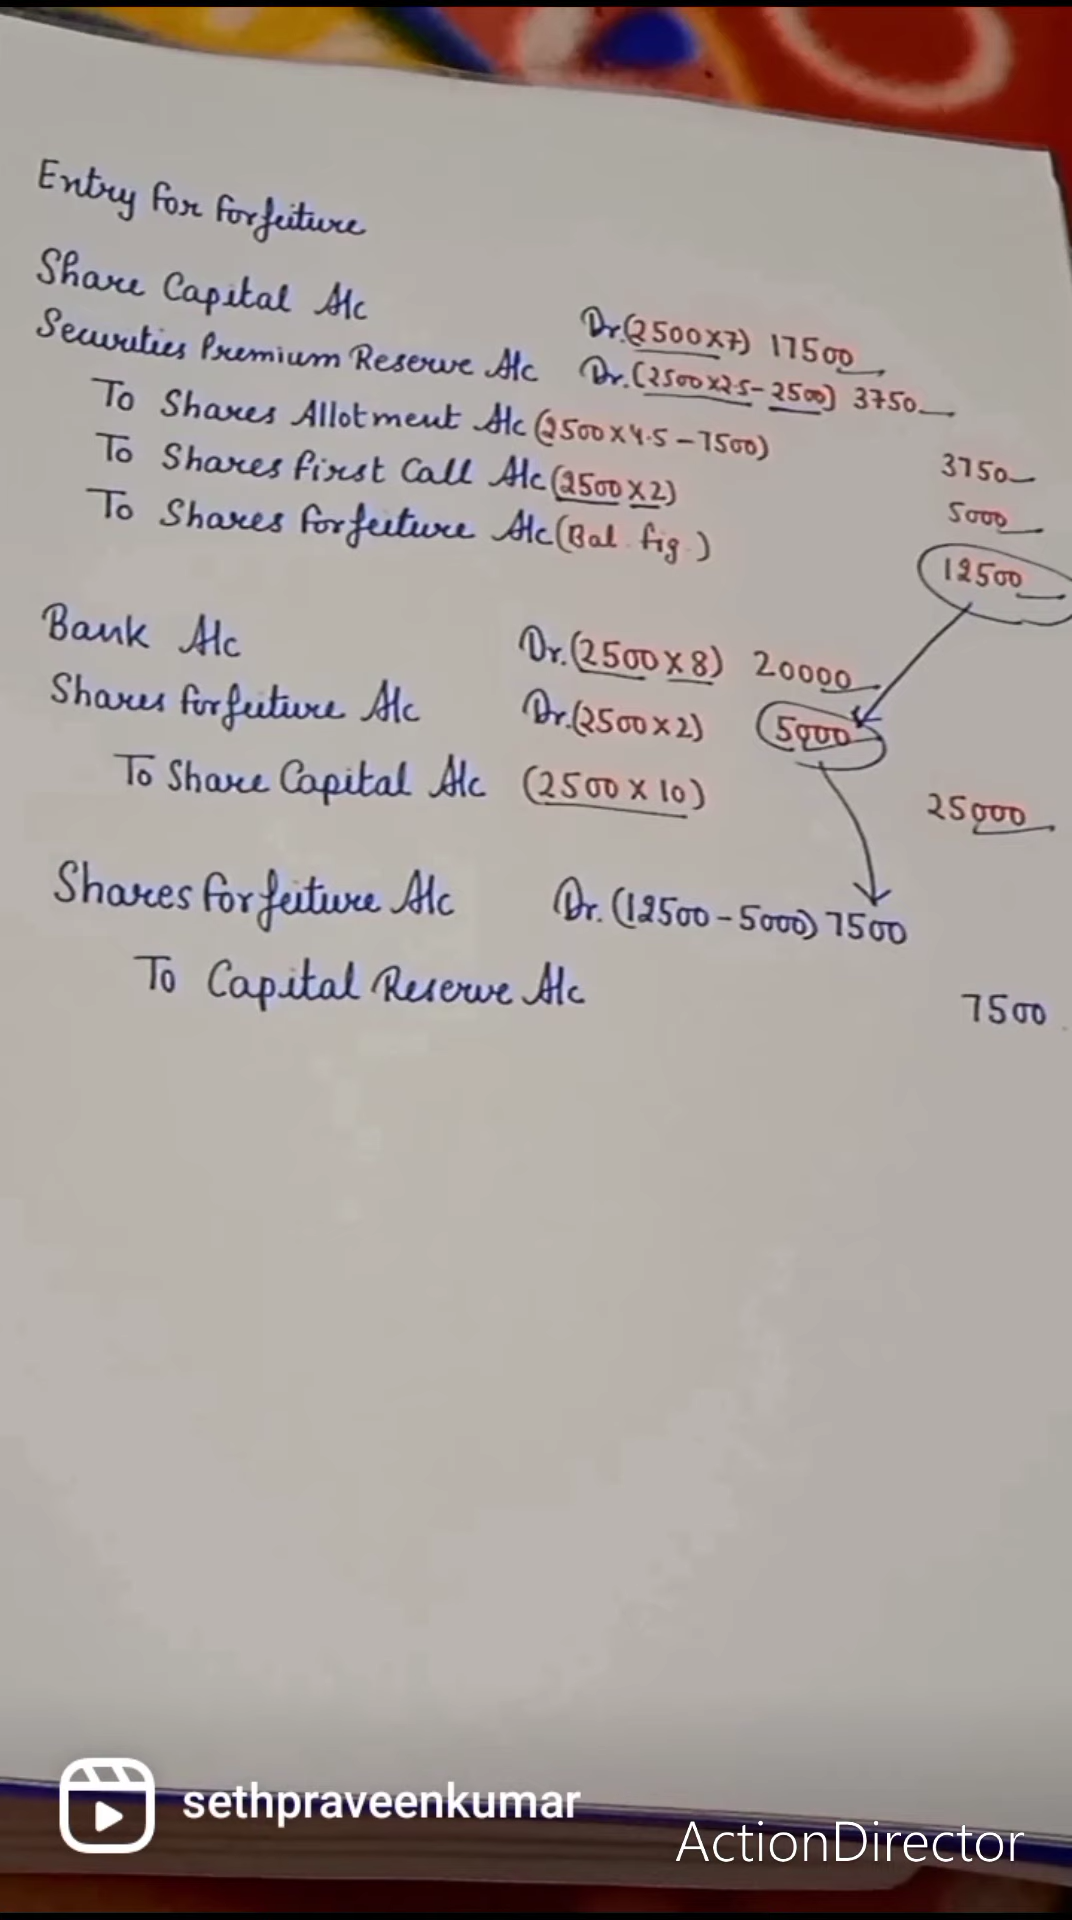 Entry for forfeiture
Share Capital A/c Dr.(2500x7) 17500
Securities Premium Reserve A/c Dr.(2500x2.5-2500) 3750
To Shares Allotment A/c (2500x4.5-7500) 3750
To Shares first Call A/c (2500x2) 5000
To Shares forfeiture A/c (Bal. fig.) 12500
Bank A/c Dr.(2500x8) 20000
Shares forfeiture A/c Dr.(2500x2) 5000
To Share Capital A/c (2500x10) 25000
Shares forfeiture A/c Dr.(12500-5000) 7500
To Capital Reserve A/c 7500
sethpraveenkumar
ActionDirector